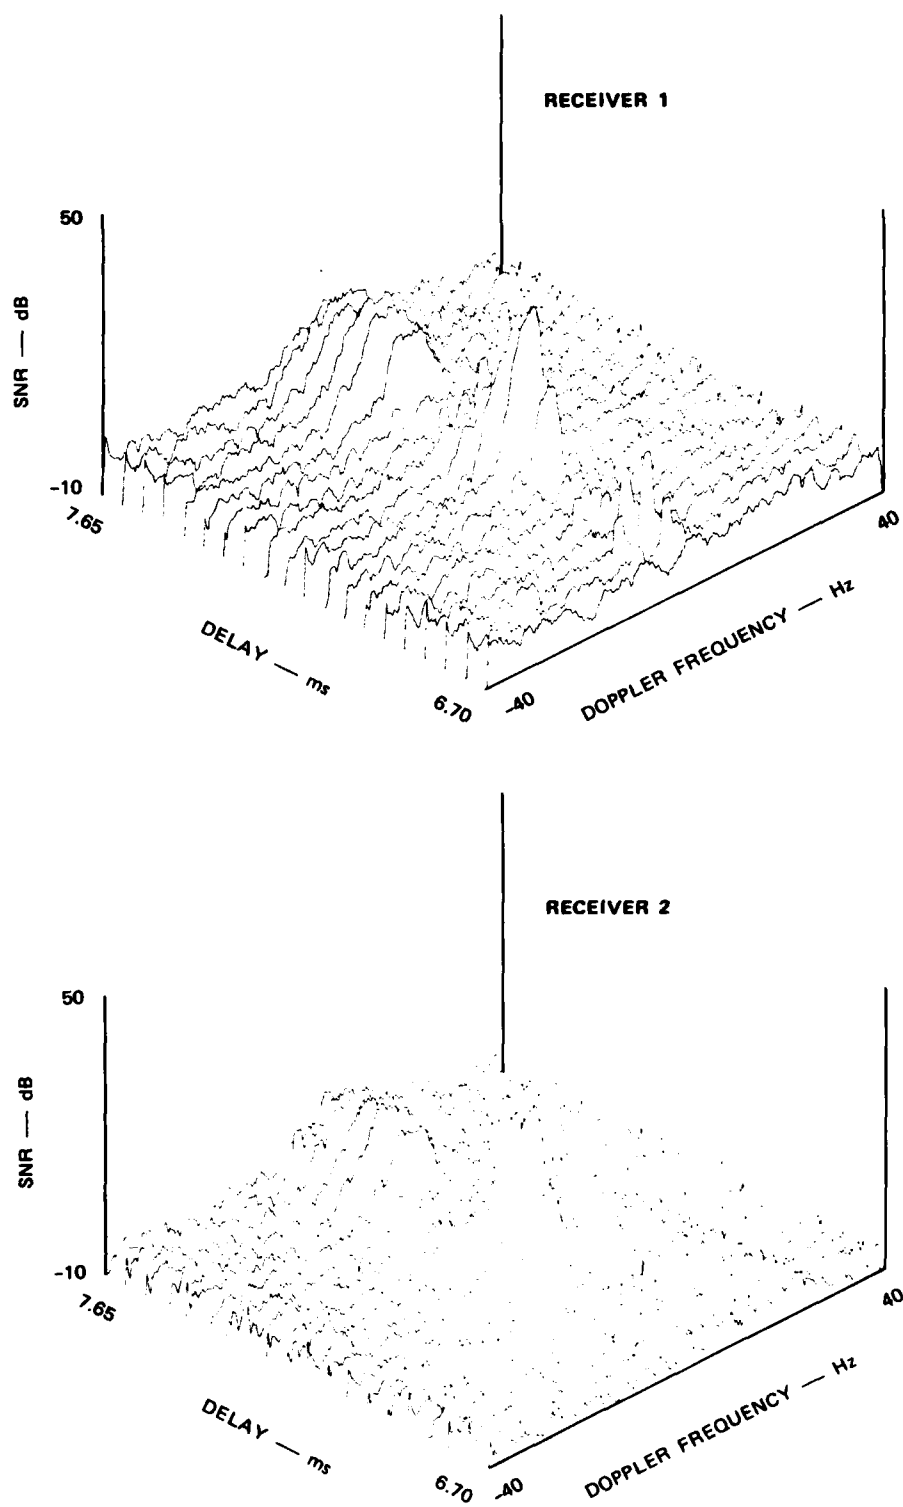 RECEIVER 1
50
SNR — dB
-10
7.65
40
DELAY — ms
DOPPLER FREQUENCY — Hz
6.70
-40
RECEIVER 2
50
SNR — dB
-10
7.65
40
DELAY — ms
DOPPLER FREQUENCY — Hz
6.70
-40